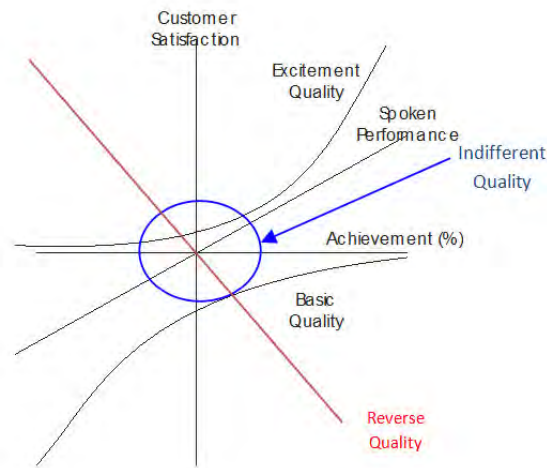 Customer
Satisfaction
Excitement
Quality
Spoken
Performance
Indifferent
Quality
Achievement (%)
Basic
Quality
Reverse
Quality